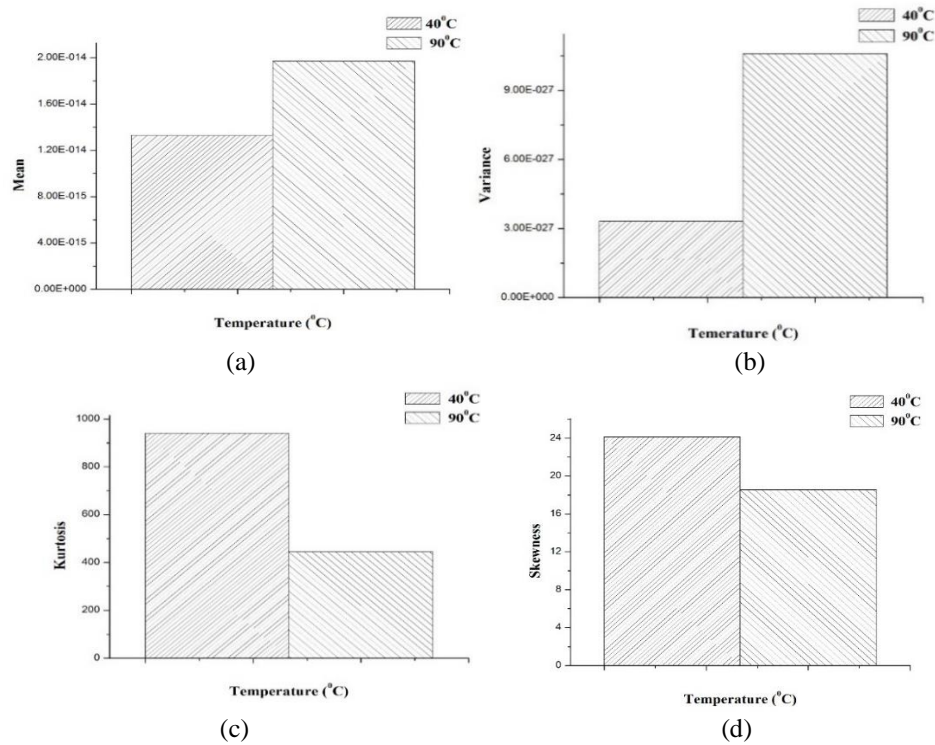 40°C
90°C
2.00E-014
1.60E-014
1.20E-014
8.00E-015
4.00E-015
0.00E+000
Mean
Temperature (°C)
(a)
40°C
90°C
9.00E-027
6.00E-027
3.00E-027
0.00E+000
Variance
Temerature (°C)
(b)
40°C
90°C
1000
800
600
400
200
0
Kurtosis
Temperature (°C)
(c)
40°C
90°C
24
20
16
12
8
4
0
Skewness
Temperature (°C)
(d)